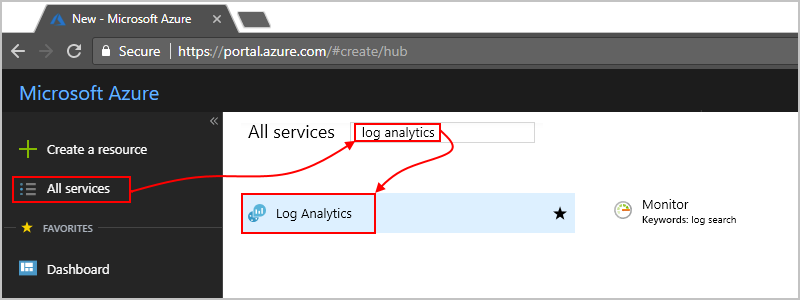 New - Microsoft Azure
Secure https://portal.azure.com/#create/hub
Microsoft Azure
Create a resource
All services
FAVORITES
Dashboard
All services log analytics
Log Analytics
Monitor
Keywords: log search